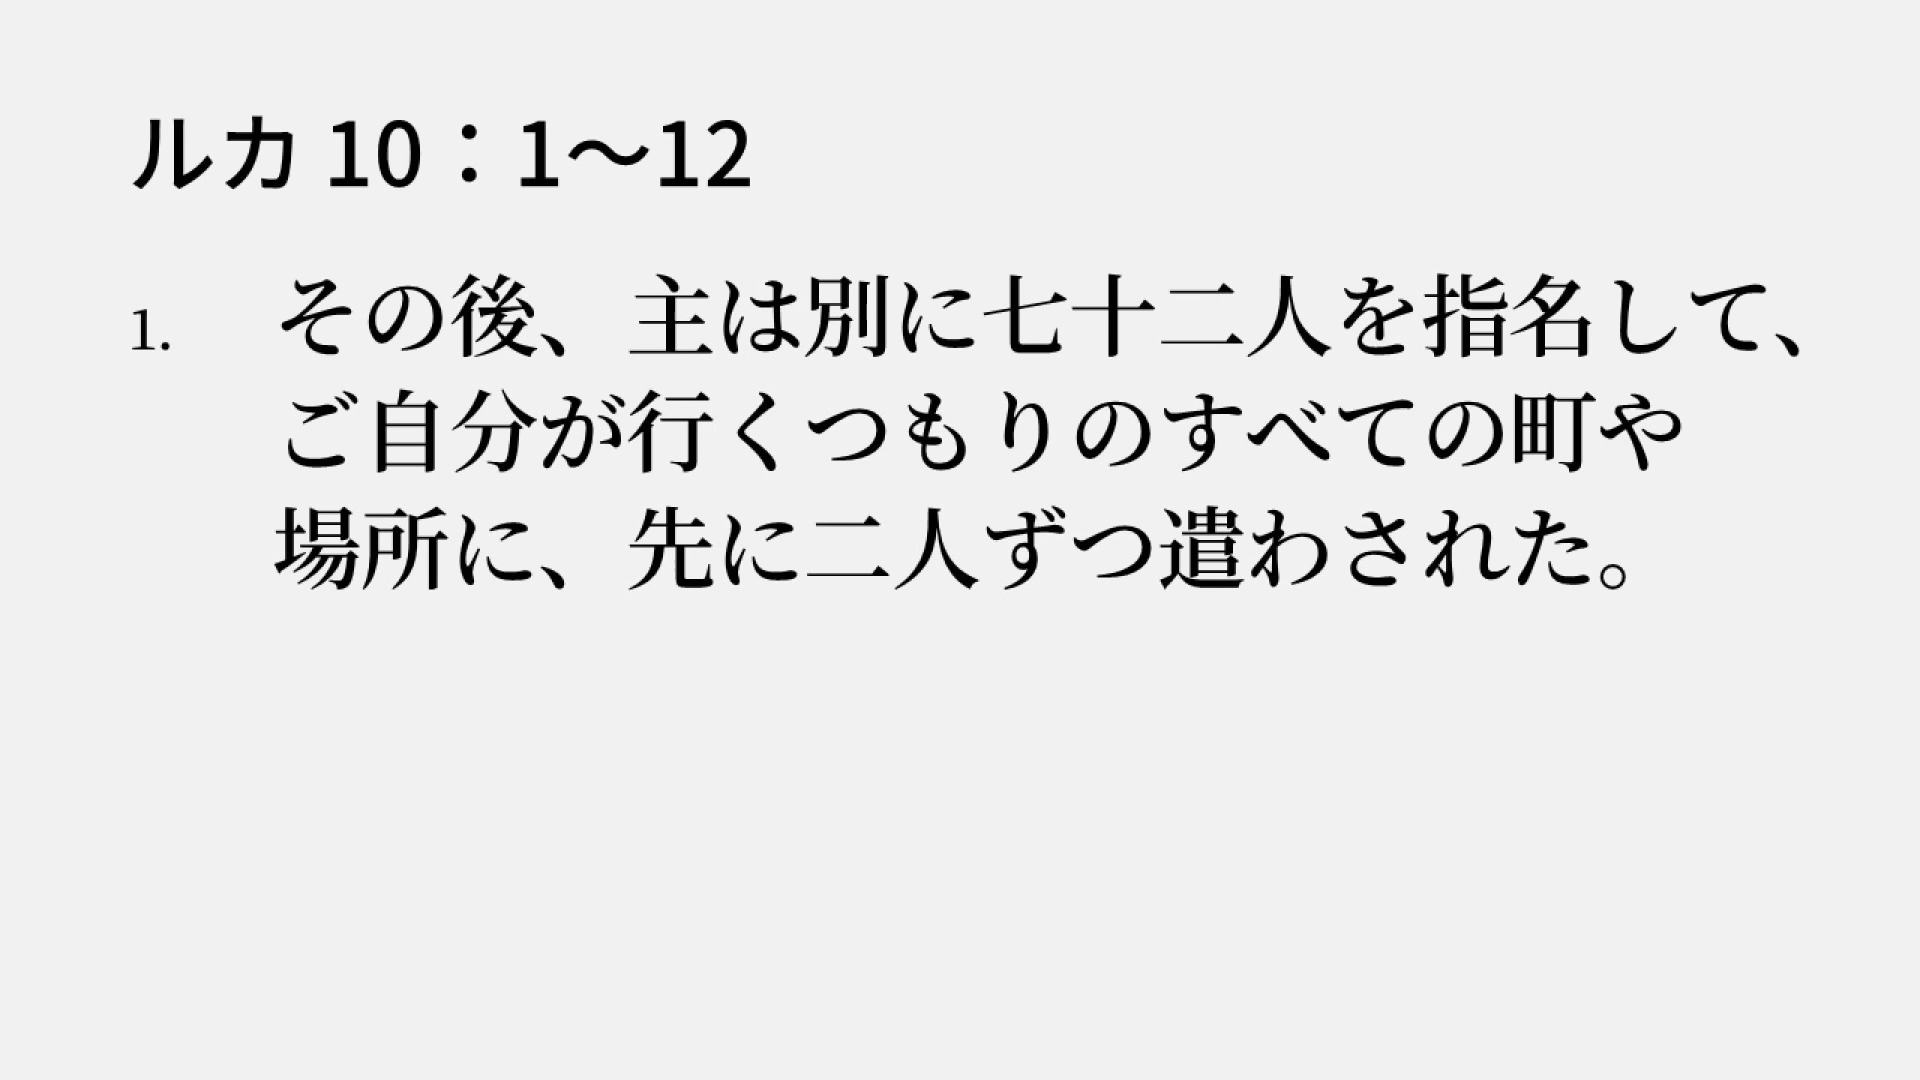 ルカ 10：1〜12
1. その後、主は別に七十二人を指名して、
ご自分が行くつもりのすべての町や
場所に、先に二人ずつ遣わされた。